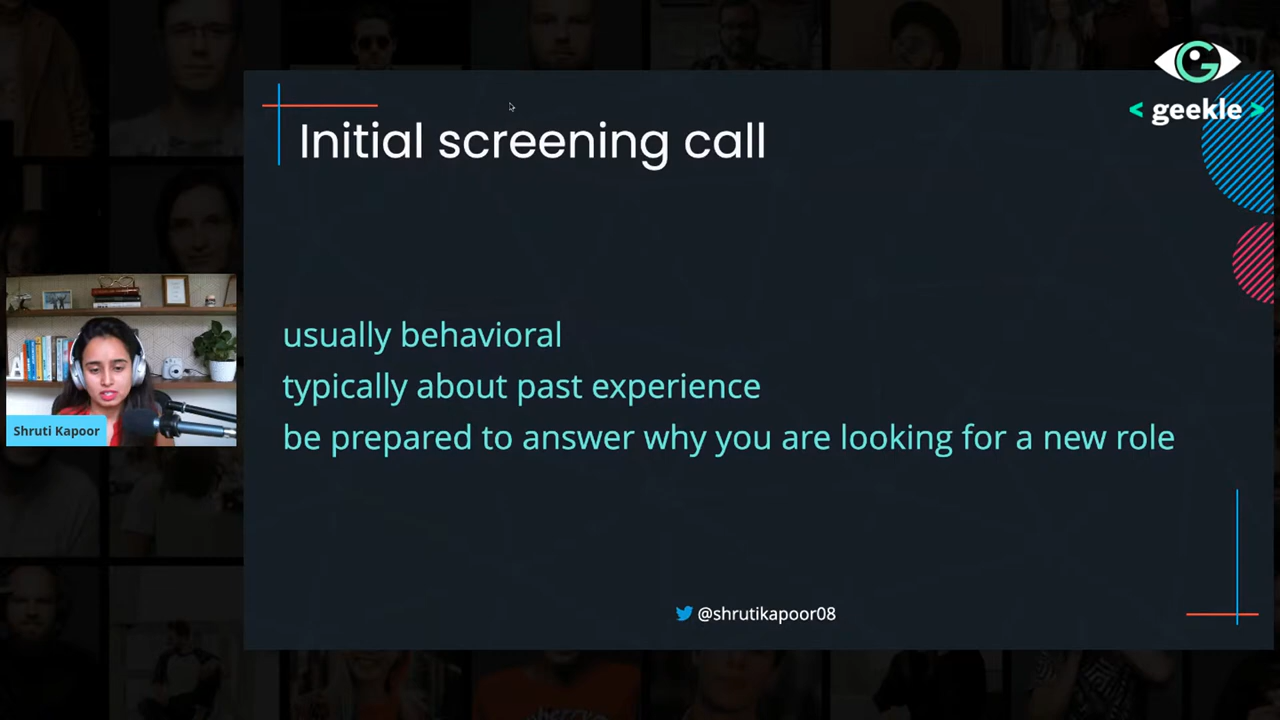 < geekle >
Initial screening call
usually behavioral
typically about past experience
be prepared to answer why you are looking for a new role
Shruti Kapoor
@shrutikapoor08